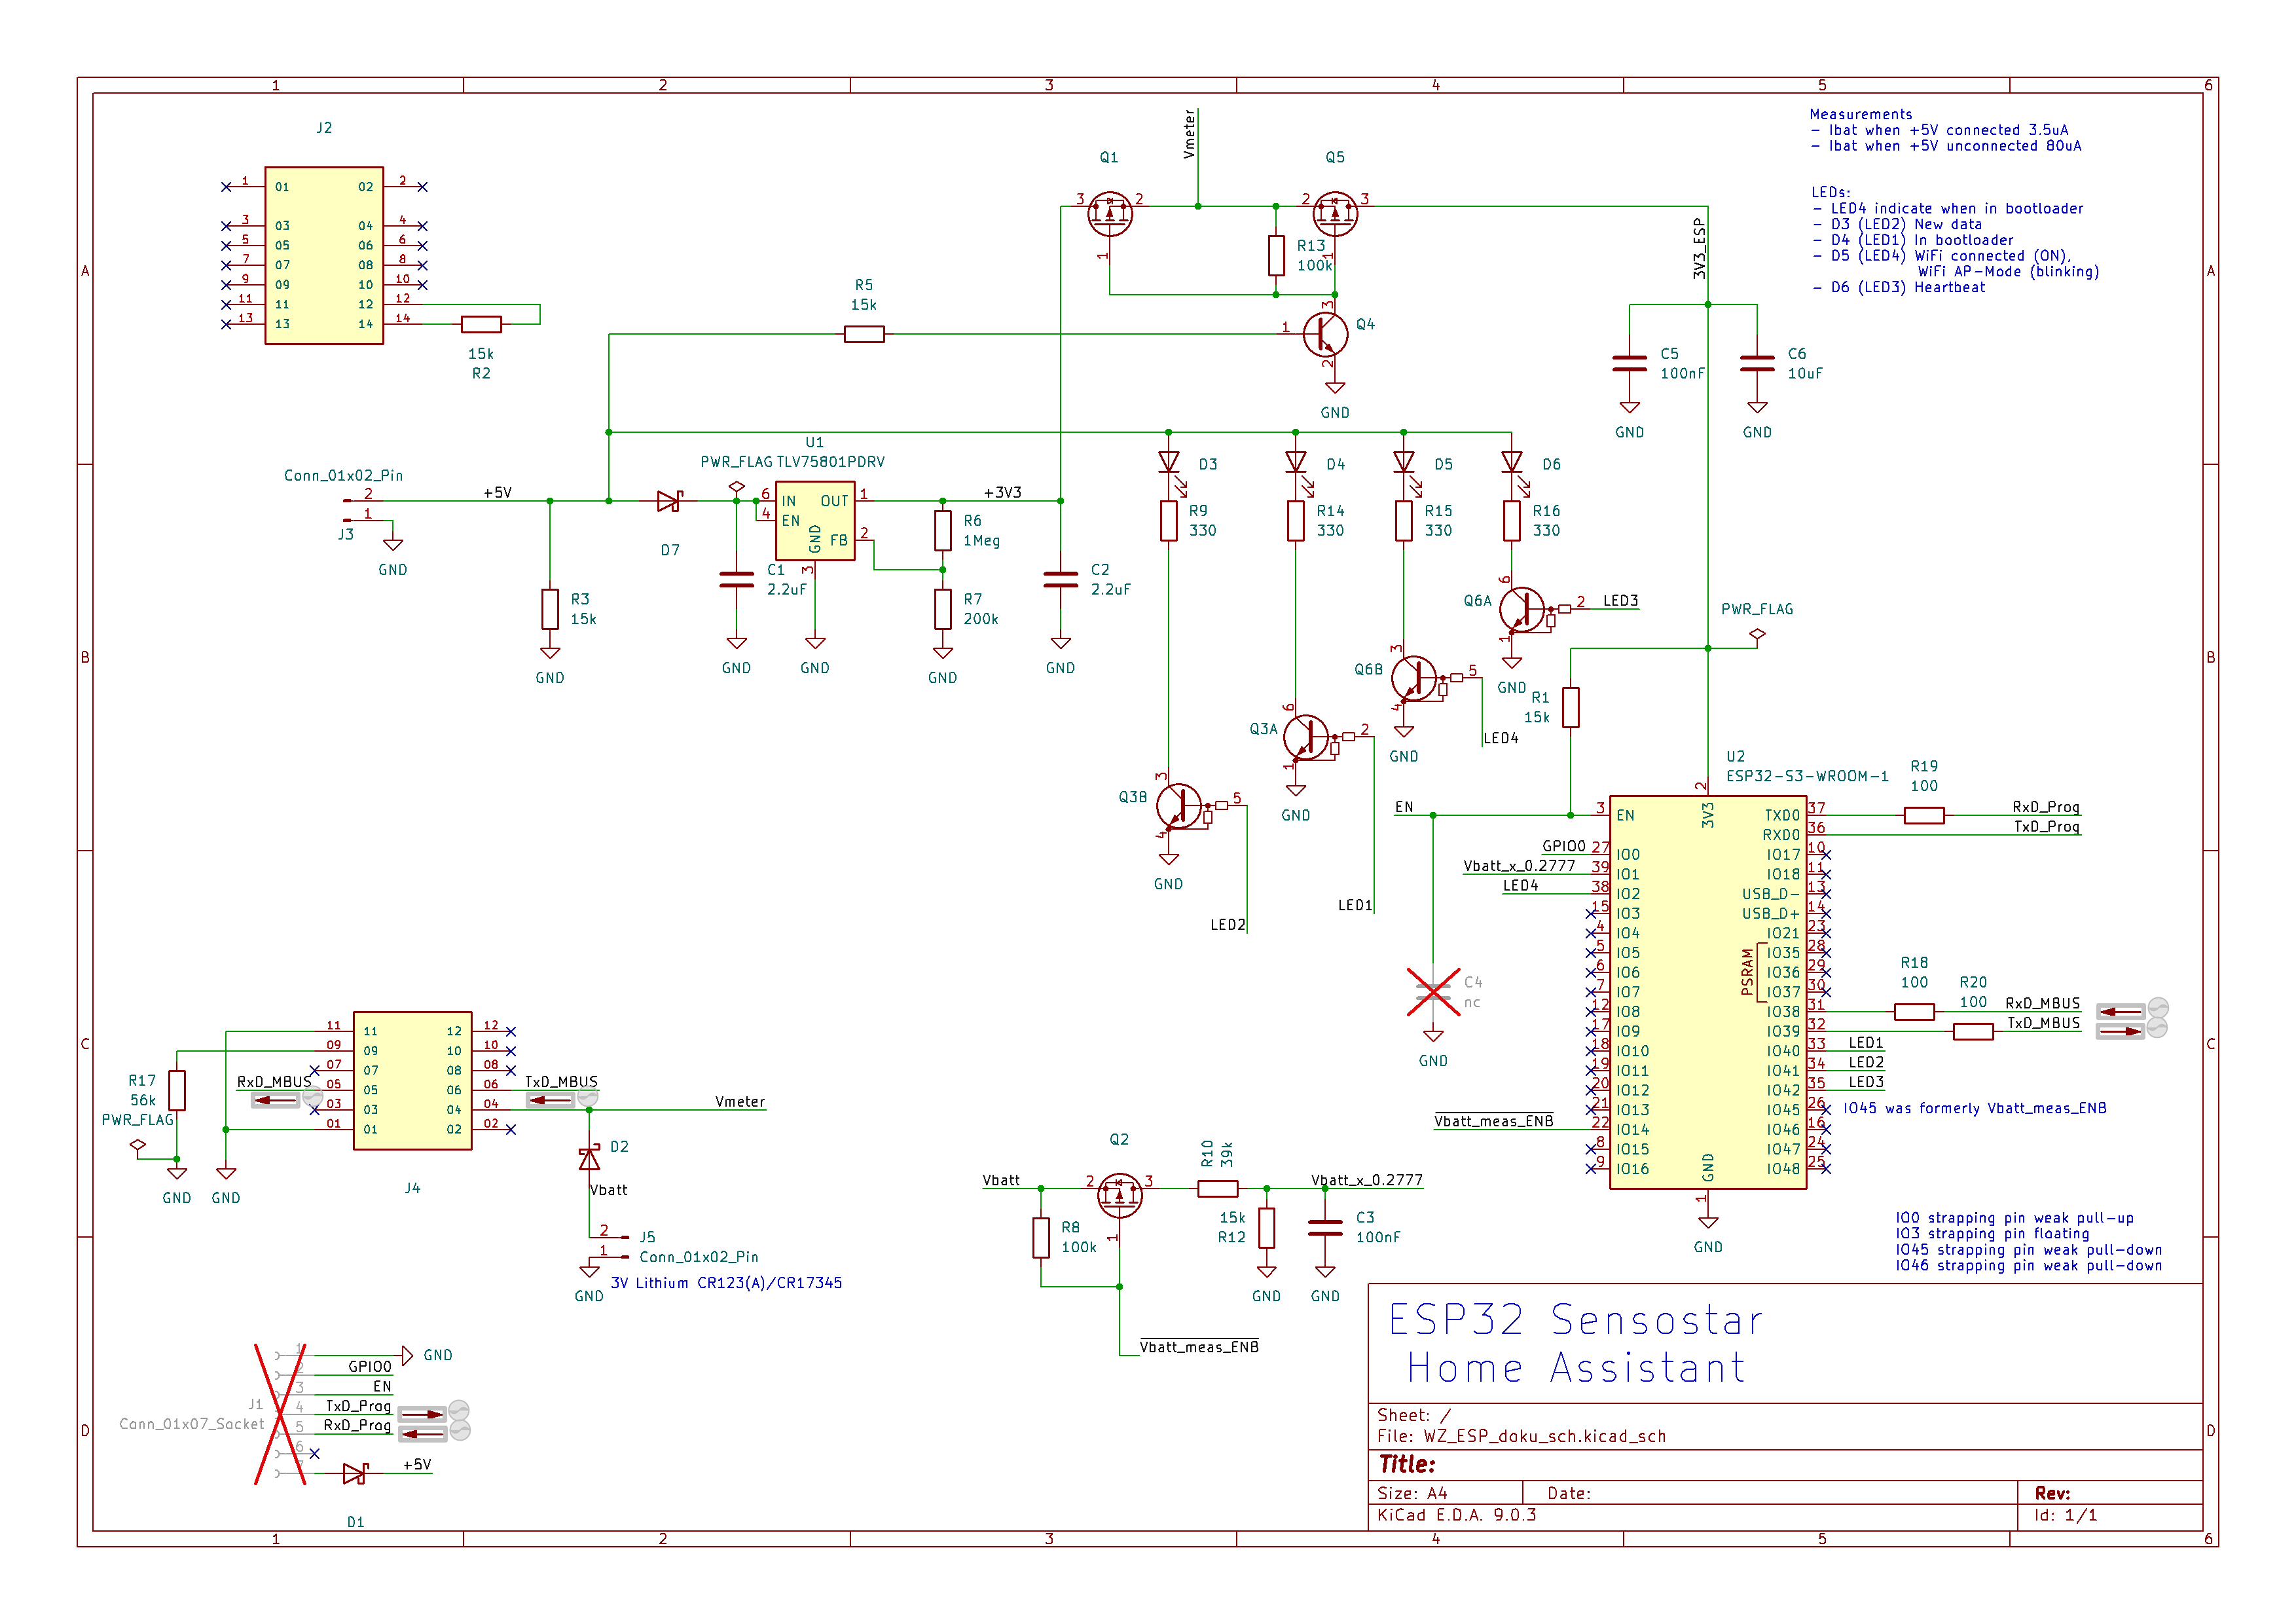 1 2 3 4 5 6
A
B
C
D
J2
1 01 02 2
3 03 04 4
5 05 06 6
7 07 08 8
9 09 10 10
11 11 12 12
13 13 14 14
15k
R2
Vmeter
Q1
3 2
1
Q5
2 3
1
R13
100k
R5
15k
1
3
2
Q4
GND
3V3_ESP
Measurements
- Ibat when +5V connected 3.5uA
- Ibat when +5V unconnected 80uA
LEDs:
- LED4 indicate when in bootloader
- D3 (LED2) New data
- D4 (LED1) In bootloader
- D5 (LED4) WiFi connected (ON),
WiFi AP-Mode (blinking)
- D6 (LED3) Heartbeat
C5
100nF
GND
C6
10uF
GND
Conn_01x02_Pin
2
1
J3
GND
+5V
R3
15k
GND
D7
PWR_FLAG
U1
TLV75801PDRV
6 IN OUT 1
4 EN
FB 2
GND
3
GND
C1
2.2uF
GND
+3V3
R6
1Meg
R7
200k
GND
C2
2.2uF
GND
D3
R9
330
D4
R14
330
D5
R15
330
D6
R16
330
Q6A
6
2
1
LED3
GND
Q6B
3
5
4
LED4
GND
Q3A
6
2
1
LED1
GND
Q3B
3
5
4
LED2
GND
PWR_FLAG
R1
15k
EN
C4
nc
GND
U2
ESP32-S3-WROOM-1
2
3V3
3 EN
GPIO0 27 IO0
Vbatt_x_0.2777 39 IO1
LED4 38 IO2
15 IO3
4 IO4
5 IO5
6 IO6
7 IO7
12 IO8
17 IO9
18 IO10
19 IO11
20 IO12
21 IO13
Vbatt_meas_ENB 22 IO14
8 IO15
9 IO16
TXD0 37
RXD0 36
IO17 10
IO18 11
USB_D- 13
USB_D+ 14
IO21 23
IO35 28
IO36 29
IO37 30
PSRAM
IO38 31
IO39 32
IO40 33 LED1
IO41 34 LED2
IO42 35 LED3
IO45 26
IO46 16
IO47 24
IO48 25
GND
1
GND
R19
100
RxD_Prog
TxD_Prog
R18
100
R20
100
RxD_MBUS
TxD_MBUS
IO45 was formerly Vbatt_meas_ENB
IO0 strapping pin weak pull-up
IO3 strapping pin floating
IO45 strapping pin weak pull-down
IO46 strapping pin weak pull-down
11 11 12 12
09 09 10 10
07 07 08 08
05 05 06 06
03 03 04 04
01 01 02 02
J4
R17
56k
PWR_FLAG
GND
GND
RxD_MBUS
TxD_MBUS
Vmeter
D2
Vbatt
2
1
J5
Conn_01x02_Pin
GND
3V Lithium CR123(A)/CR17345
Vbatt
Q2
2 3
1
R8
100k
R10
39k
Vbatt_x_0.2777
15k
R12
GND
C3
100nF
GND
Vbatt_meas_ENB
J1
Conn_01x07_Socket
1
2
3
4
5
6
GND
GPIO0
EN
TxD_Prog
RxD_Prog
+5V
D1
ESP32 Sensostar
Home Assistant
Sheet: /
File: WZ_ESP_doku_sch.kicad_sch
Title:
Size: A4 Date: Rev:
KiCad E.D.A. 9.0.3 Id: 1/1
1 2 3 4 5 6
A
B
C
D